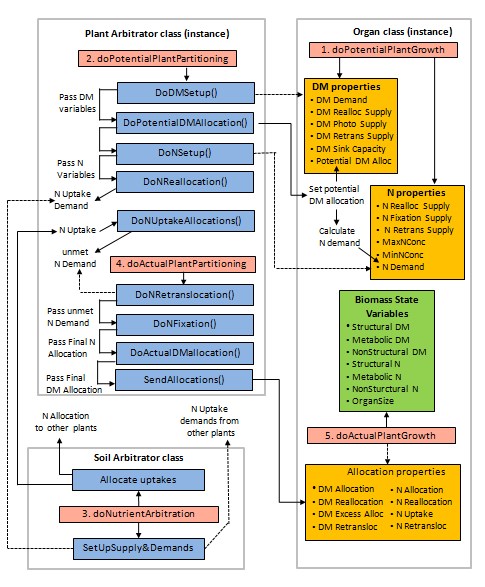 Plant Arbitrator class (instance)
2. doPotentialPlantPartitioning
DoDMSetup()
Pass DM
variables
DoPotentialDMAllocation()
DoNSetup()
Pass N
Variables
DoNReallocation()
N Uptake
Demand
DoNUptakeAllocations()
N Uptake
unmet
N Demand
4. doActualPlantPartitioning
DoNRetranslocation()
Pass unmet
N Demand
DoNFixation()
Pass Final N
Allocation
DoActualDMallocation()
Pass Final
DM Allocation
SendAllocations()
Organ class (instance)
1. doPotentialPlantGrowth
DM properties
• DM Demand
• DM Realloc Supply
• DM Photo Supply
• DM Retrans Supply
• DM Sink Capacity
• Potential DM Alloc
Set potential
DM allocation
Calculate
N demand
N properties
• N Realloc Supply
• N Fixation Supply
• N Retrans Supply
• MaxNConc
• MinNConc
• N Demand
Biomass State
Variables
• Structural DM
• Metabolic DM
• NonStructural DM
• Structural N
• Metabolic N
• NonSturctural N
• OrganSize
5. doActualPlantGrowth
Allocation properties
• DM Allocation
• DM Reallocation
• DM Excess Alloc
• DM Retransloc
• N Allocation
• N Reallocation
• N Uptake
• N Retransloc
N Allocation
to other plants
N Uptake
demands from
other plants
Soil Arbitrator class
Allocate uptakes
3. doNutrientArbitration
SetUpSupply&Demands